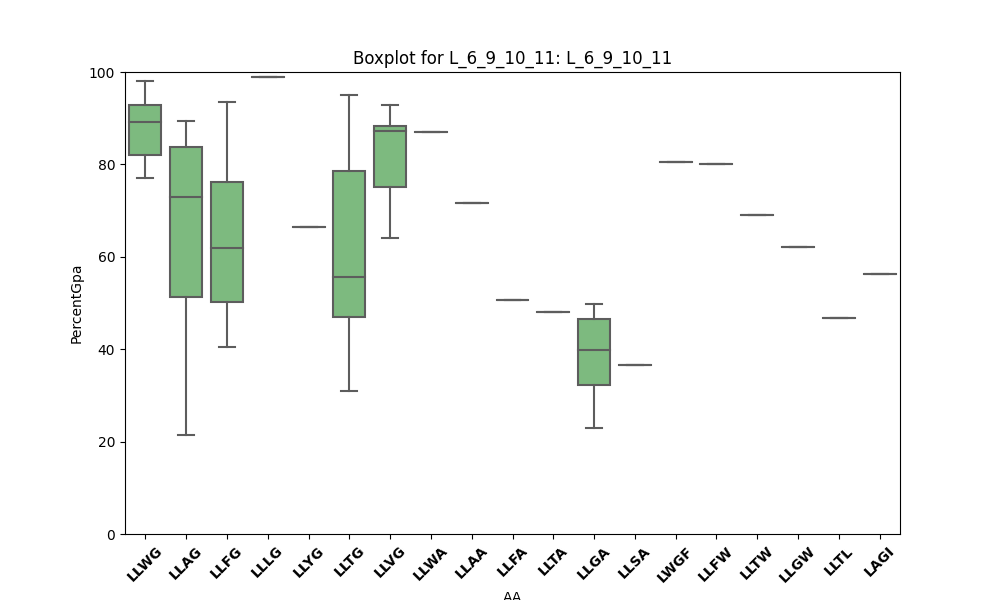 Boxplot for L_6_9_10_11: L_6_9_10_11
100
80
60
40
20
0
PercentGpa
LLWG LLAG LLFG LLLG LLYG LLTG LLVG LLWA LLAA LLFA LLTA LLGA LLSA LWGF LLFW LLTW LLGW LLTL LAGI
AA